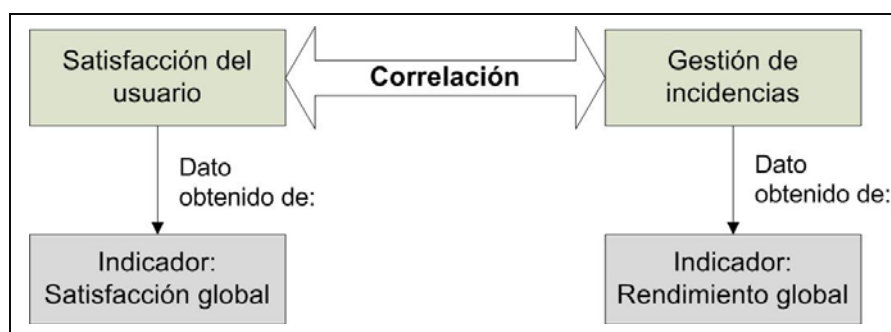 Satisfacción del
usuario
Correlación
Gestión de
incidencias
Dato
obtenido de:
Dato
obtenido de:
Indicador:
Satisfacción global
Indicador:
Rendimiento global